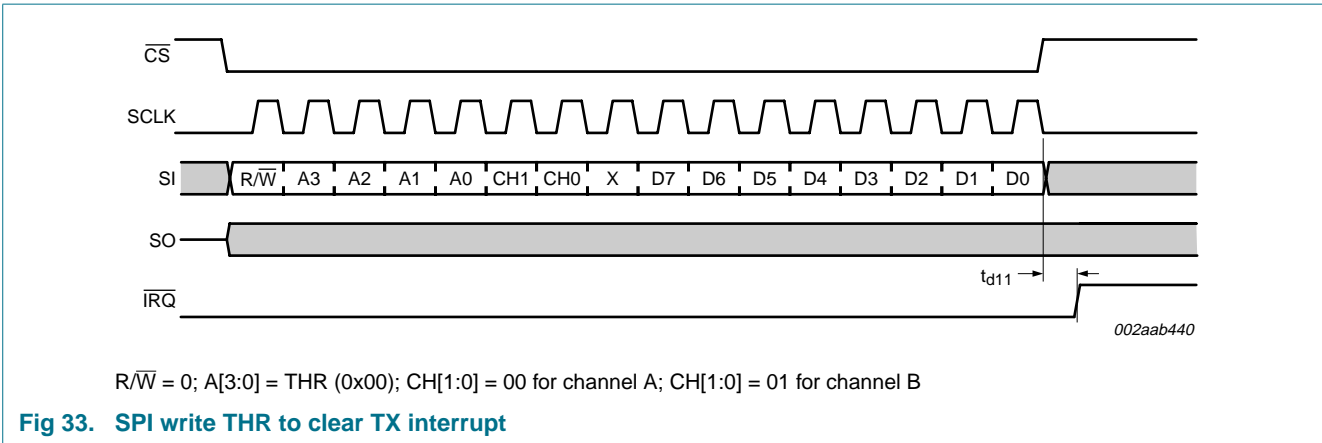 C̅S̅
SCLK
SI R/W̅ A3 A2 A1 A0 CH1 CH0 X D7 D6 D5 D4 D3 D2 D1 D0
SO
td11
I̅R̅Q̅
002aab440
R/W̅ = 0; A[3:0] = THR (0x00); CH[1:0] = 00 for channel A; CH[1:0] = 01 for channel B
Fig 33. SPI write THR to clear TX interrupt